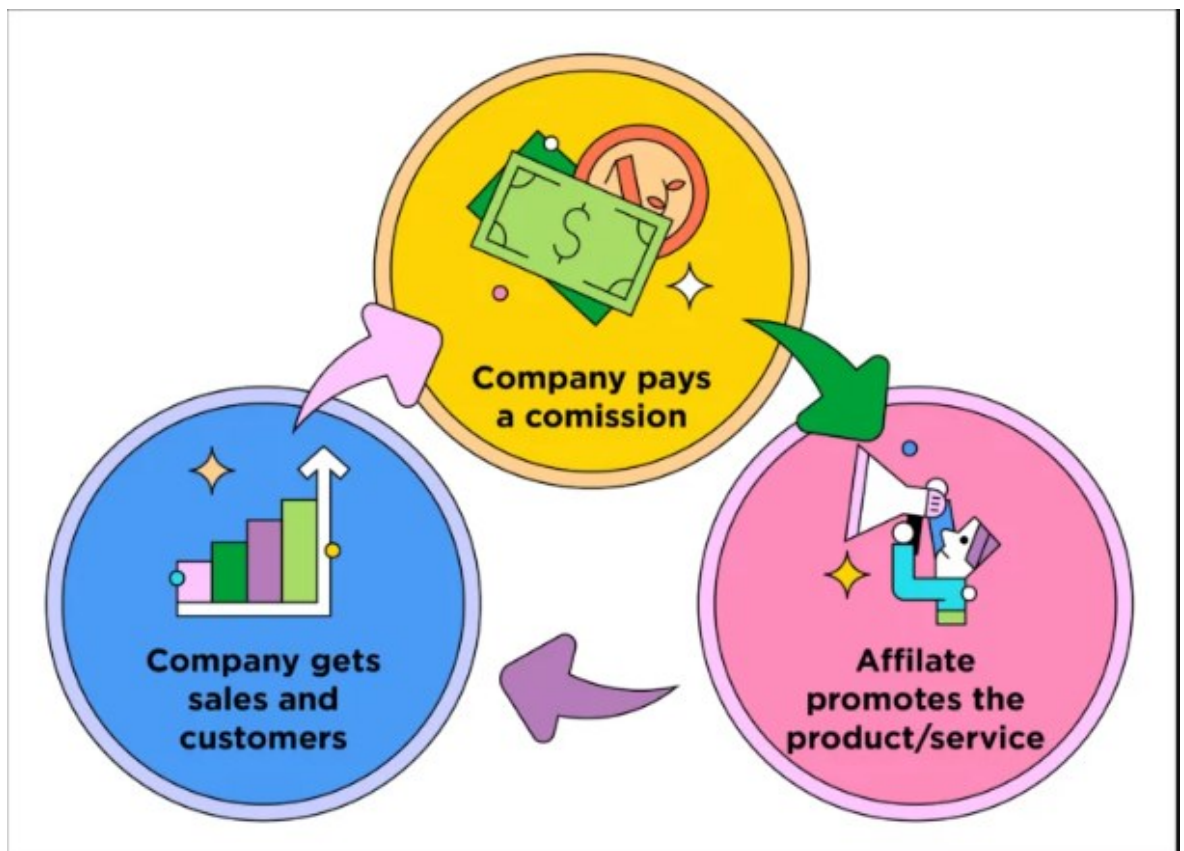 Company pays
a comission
Company gets
sales and
customers
Affilate
promotes the
product/service